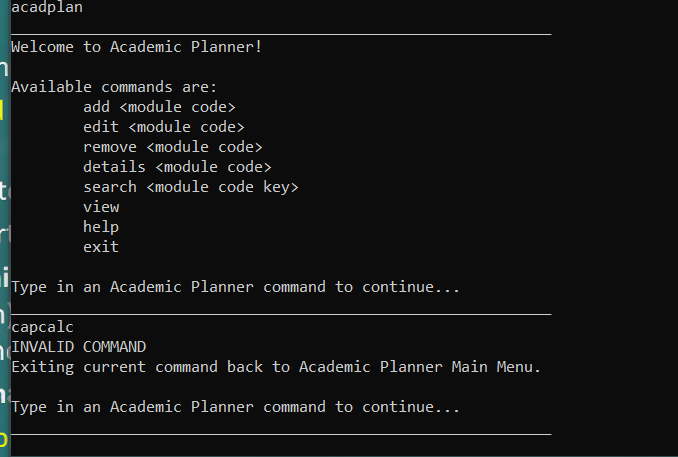 acadplan
Welcome to Academic Planner!
Available commands are:
add <module code>
edit <module code>
remove <module code>
details <module code>
search <module code key>
view
help
exit
Type in an Academic Planner command to continue...
capcalc
INVALID COMMAND
Exiting current command back to Academic Planner Main Menu.
Type in an Academic Planner command to continue...